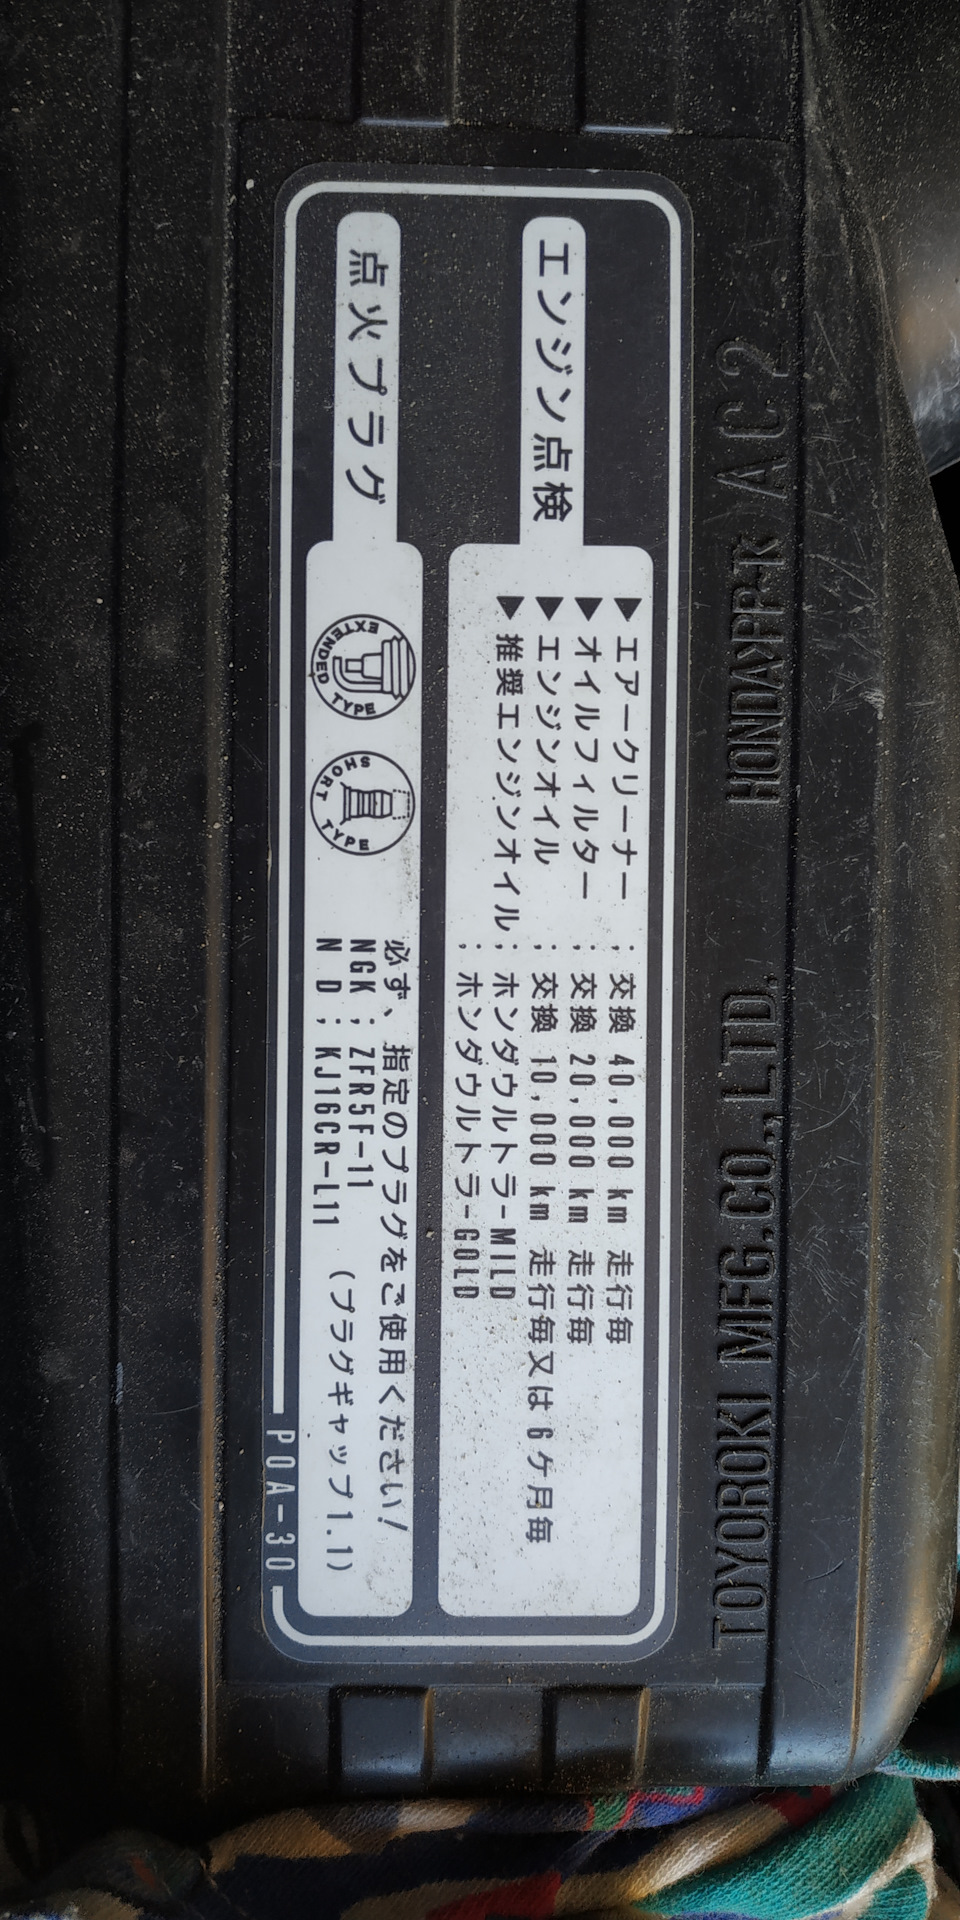 HONDA >PP-K< AC2
TOYOROKI MFG.CO.,LTD.
エンジン点検
▶エアークリーナー : 交換 40,000 km 走行毎
▶オイルフィルター : 交換 20,000 km 走行毎
▶エンジンオイル : 交換 10,000 km 走行毎又は 6ヶ月毎
▶推奨エンジンオイル : ホンダウルトラ-MILD
: ホンダウルトラ-GOLD
点火プラグ
EXTENDED TYPE
SHORT TYPE
必ず、指定のプラグをご使用ください!
NGK : ZFR5F-11
N D : KJ16CR-L11 (プラグギャップ1.1)
POA-30